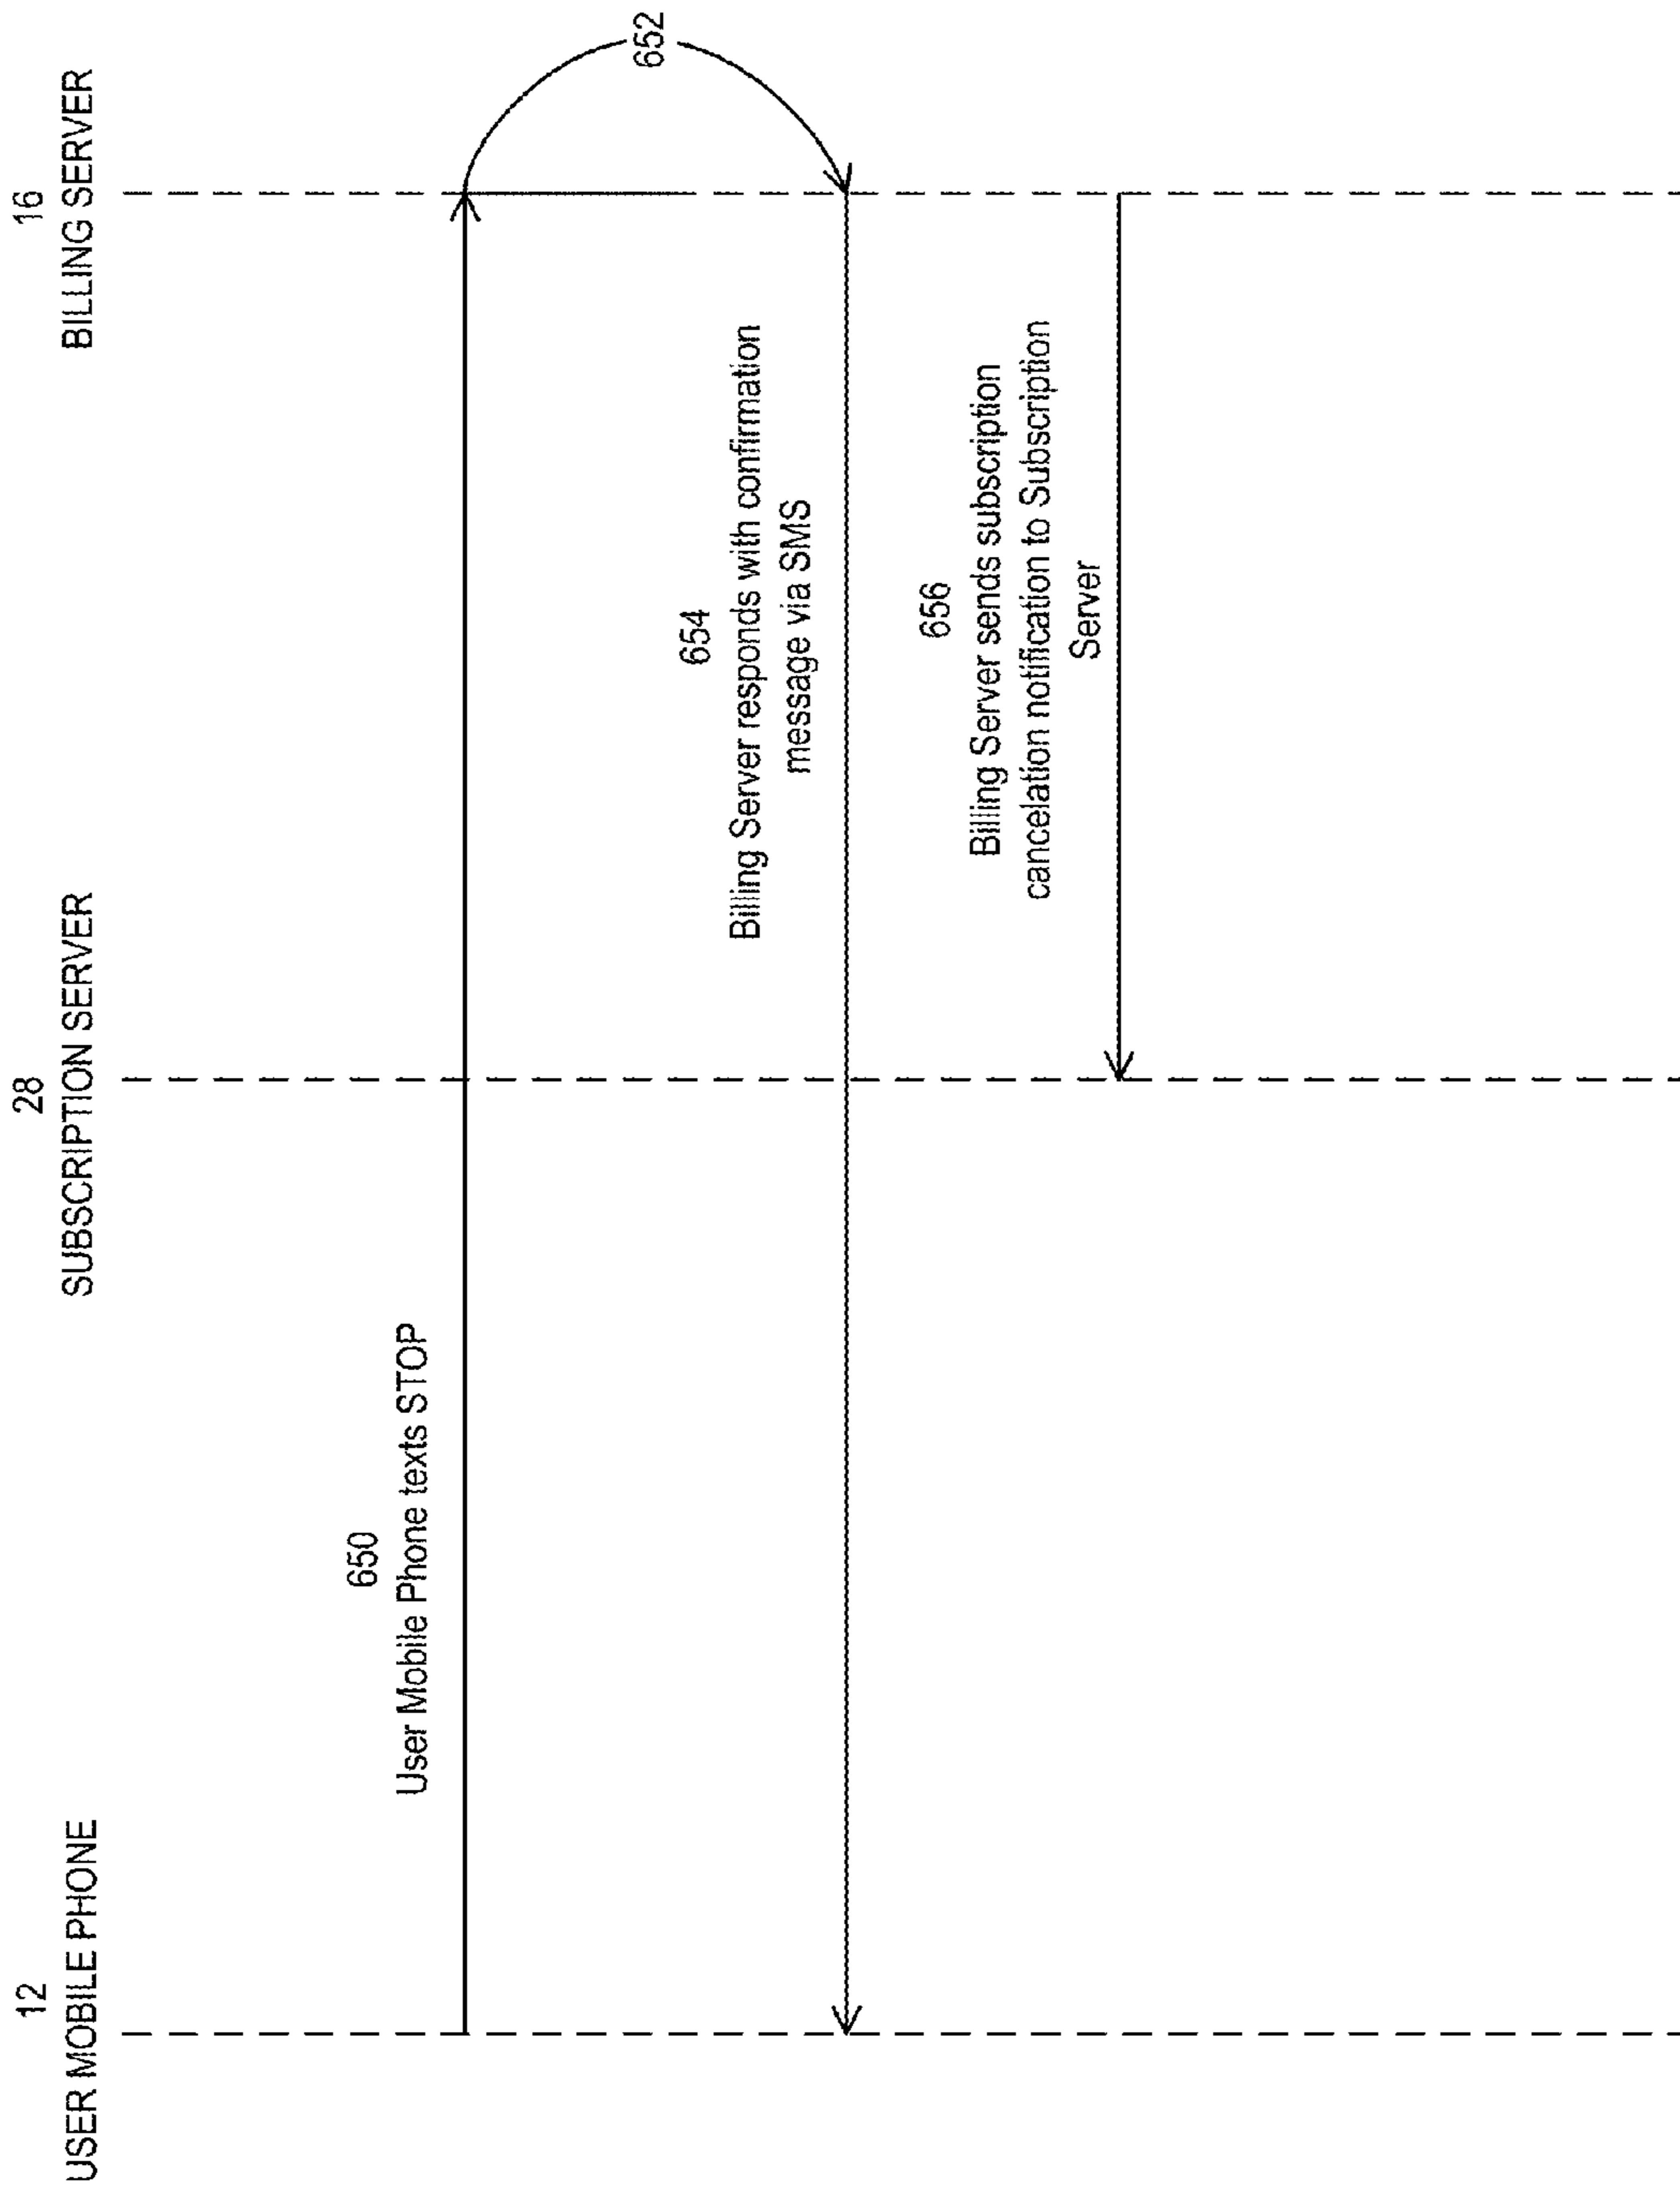 12
USER MOBILE PHONE
28
SUBSCRIPTION SERVER
16
BILLING SERVER
650
User Mobile Phone texts STOP
652
654
Billing Server responds with confirmation
message via SMS
656
Billing Server sends subscription
cancelation notification to Subscription
Server